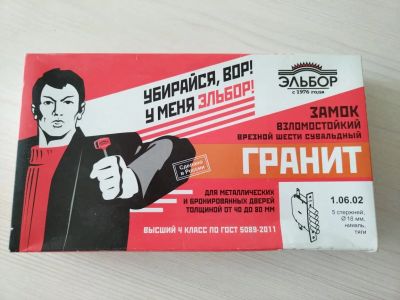 УБИРАЙСЯ, ВОР!
У МЕНЯ ЭЛЬБОР!
ЭЛЬБОР
с 1976 года
ЗАМОК
ВЗЛОМОСТОЙКИЙ
ВРЕЗНОЙ ШЕСТИ СУВАЛЬДНЫЙ
ГРАНИТ
Сделано
в России
ДЛЯ МЕТАЛЛИЧЕСКИХ
И БРОНИРОВАННЫХ ДВЕРЕЙ
ТОЛЩИНОЙ ОТ 40 ДО 80 ММ
ВЫСШИЙ 4 КЛАСС ПО ГОСТ 5089-2011
1.06.02
5 стержней,
Ø 18 мм,
никель,
тяги